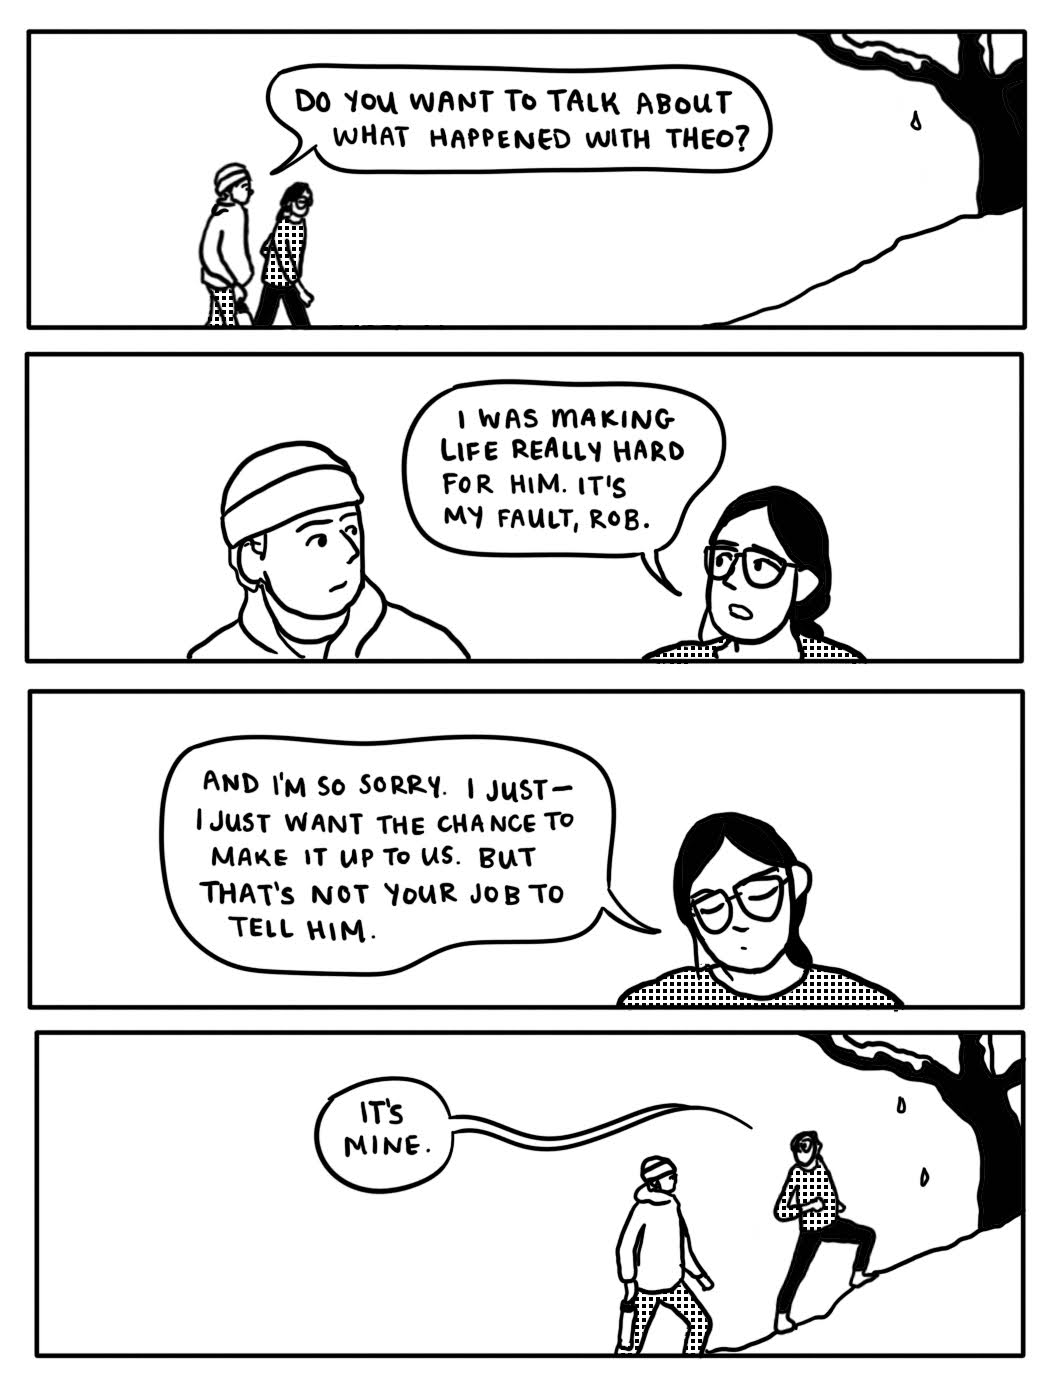 DO YOU WANT TO TALK ABOUT
WHAT HAPPENED WITH THEO?
I WAS MAKING
LIFE REALLY HARD
FOR HIM. IT'S
MY FAULT, ROB.
AND I'M SO SORRY. I JUST—
I JUST WANT THE CHANCE TO
MAKE IT UP TO US. BUT
THAT'S NOT YOUR JOB TO
TELL HIM.
IT'S
MINE.